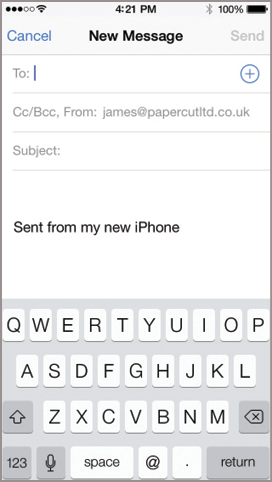 4:21 PM 100%
Cancel New Message Send
To:
Cc/Bcc, From: james@papercutltd.co.uk
Subject:
Sent from my new iPhone
Q W E R T Y U I O P
A S D F G H J K L
Z X C V B N M
123 space @ . return